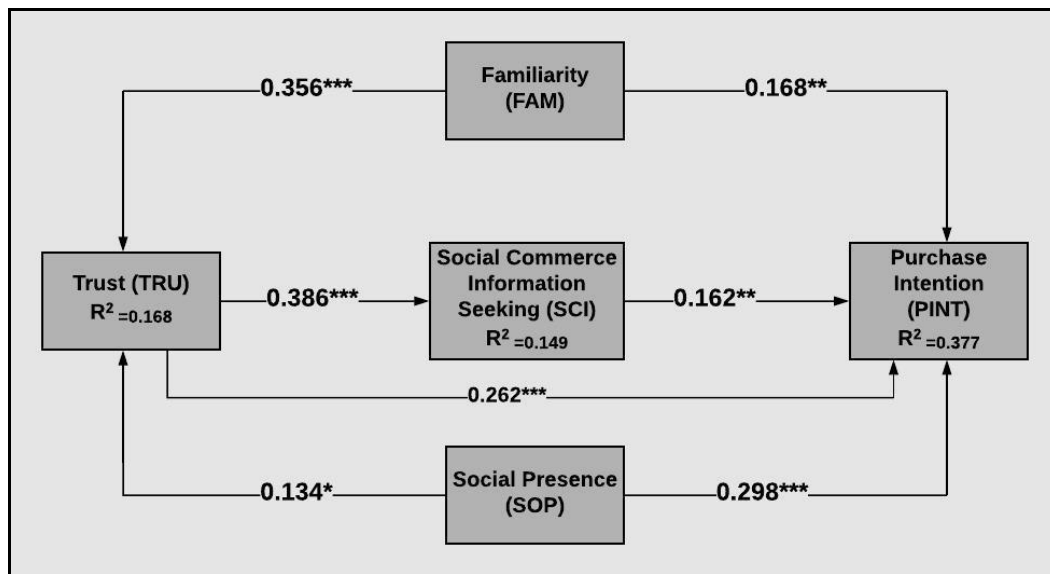 Familiarity
(FAM)
0.356***
0.168**
Trust (TRU)
R² =0.168
0.386***
Social Commerce
Information
Seeking (SCI)
R² =0.149
0.162**
Purchase
Intention
(PINT)
R² =0.377
0.262***
Social Presence
(SOP)
0.134*
0.298***